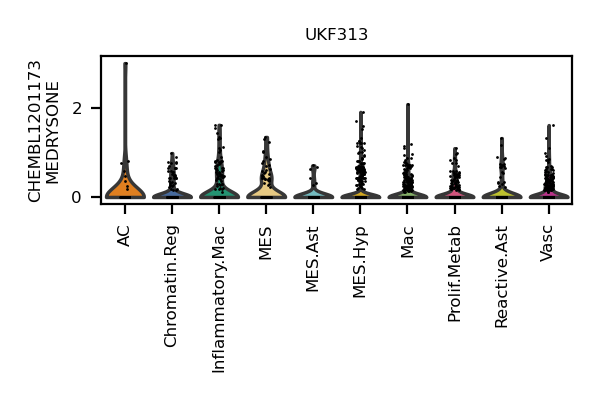 UKF313
CHEMBL1201173
MEDRYSONE
2
0
AC
Chromatin.Reg
Inflammatory.Mac
MES
MES.Ast
MES.Hyp
Mac
Prolif.Metab
Reactive.Ast
Vasc